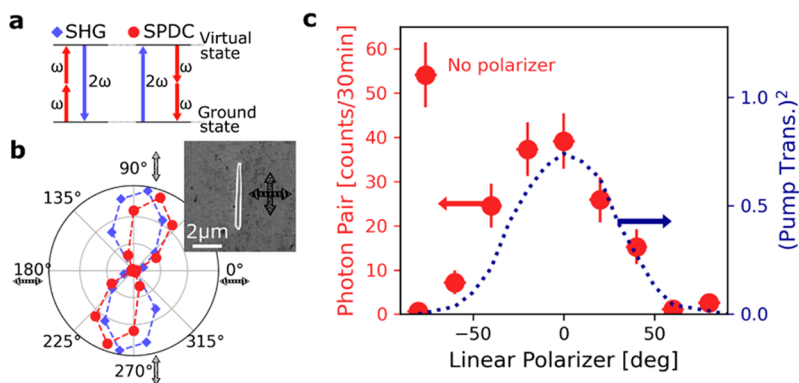 a
SHG SPDC
Virtual
state
ω
ω
2ω
2ω
ω
ω
Ground
state
b
90°
135°
180°
0°
225°
315°
270°
2μm
c
60
50
40
30
20
10
0
Photon Pair [counts/30min]
No polarizer
1.0
0.5
0.0
(Pump Trans.)²
−50
0
50
Linear Polarizer [deg]